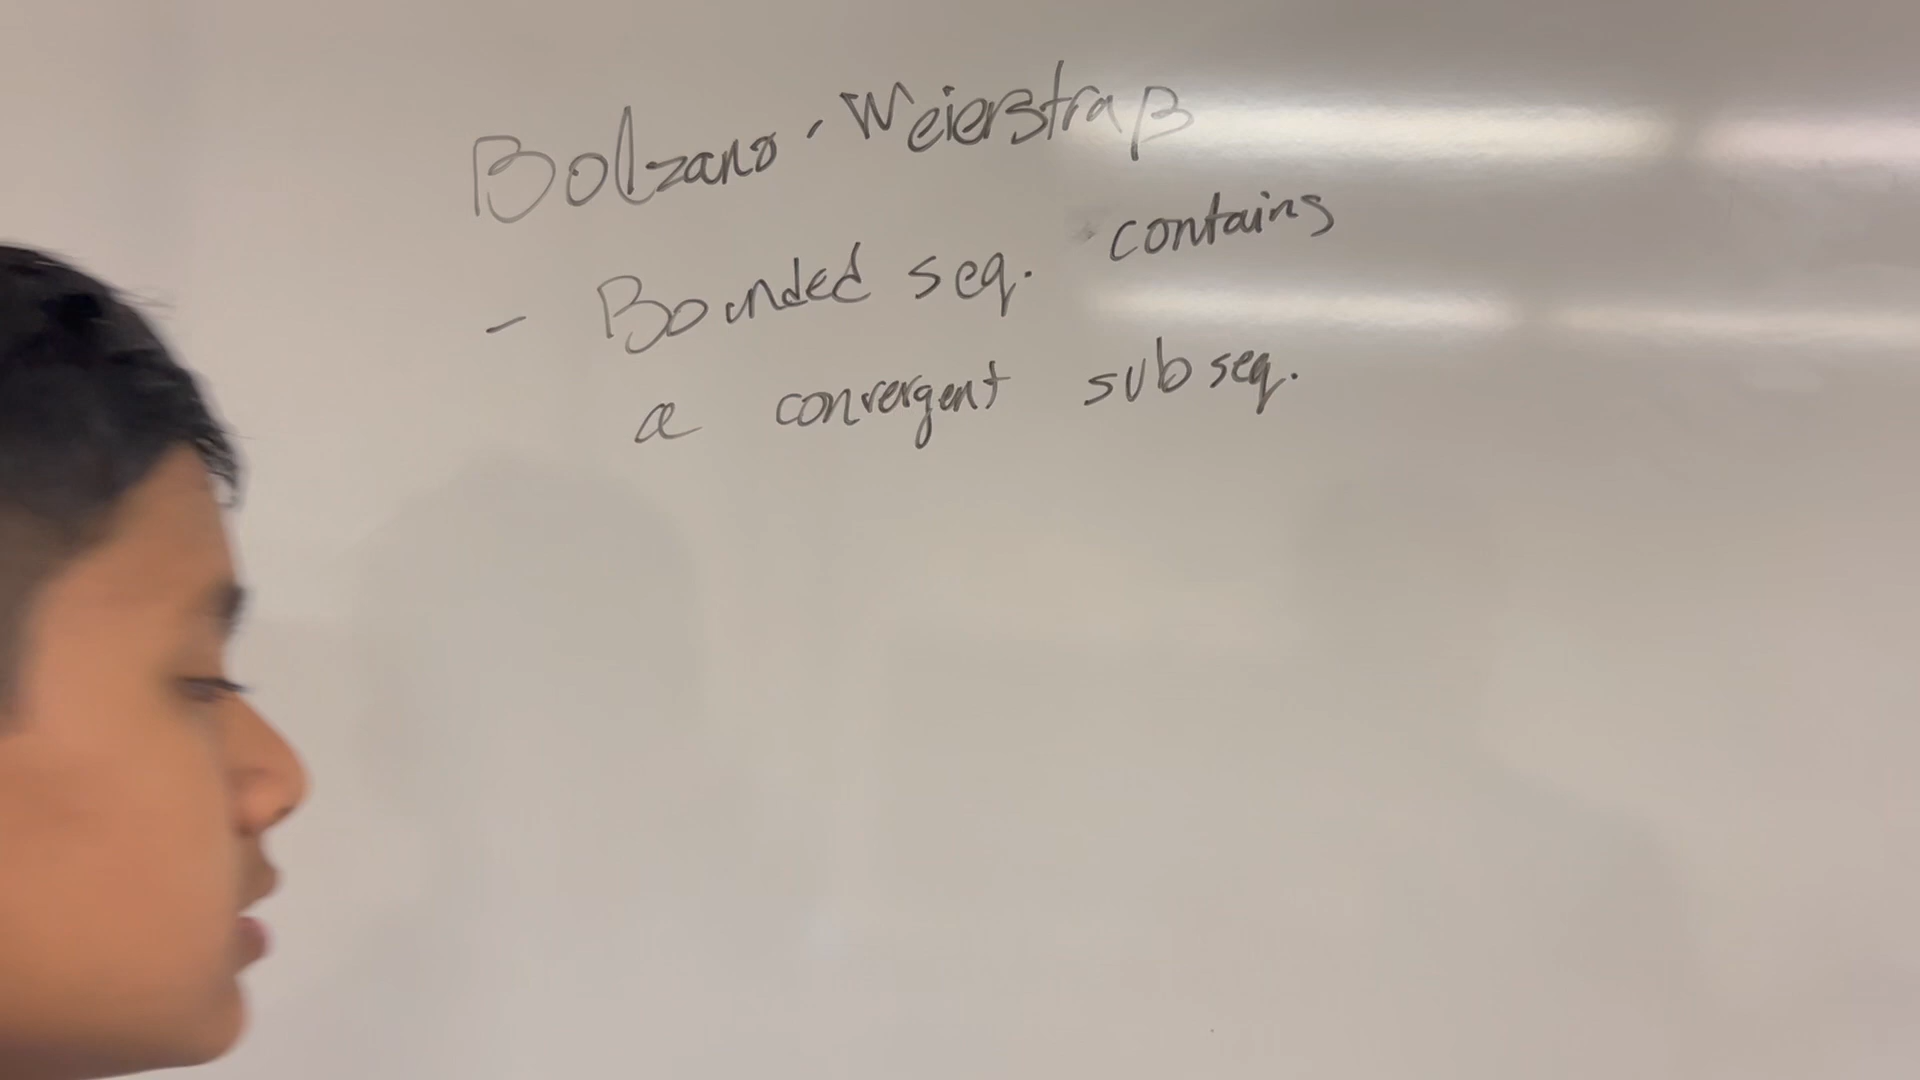 Bolzano-Weierstraß
- Bounded seq. contains
a convergent subseq.